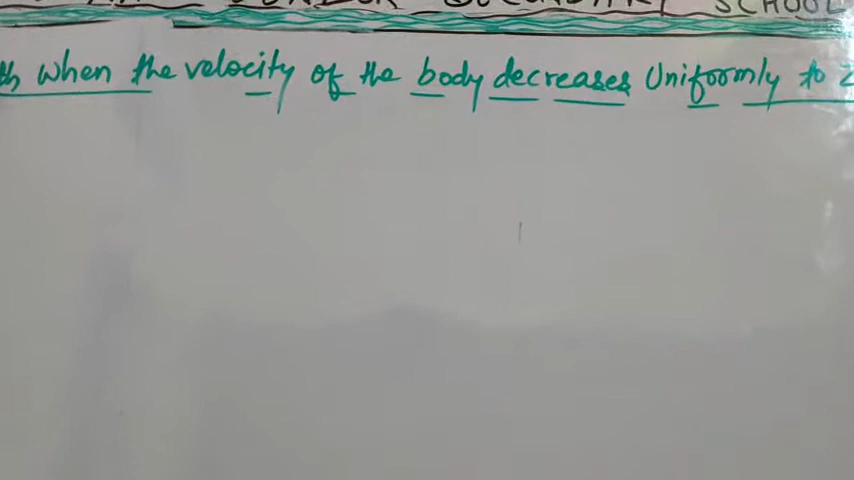 SCHOOL
when the velocity of the body decreases Uniformly to